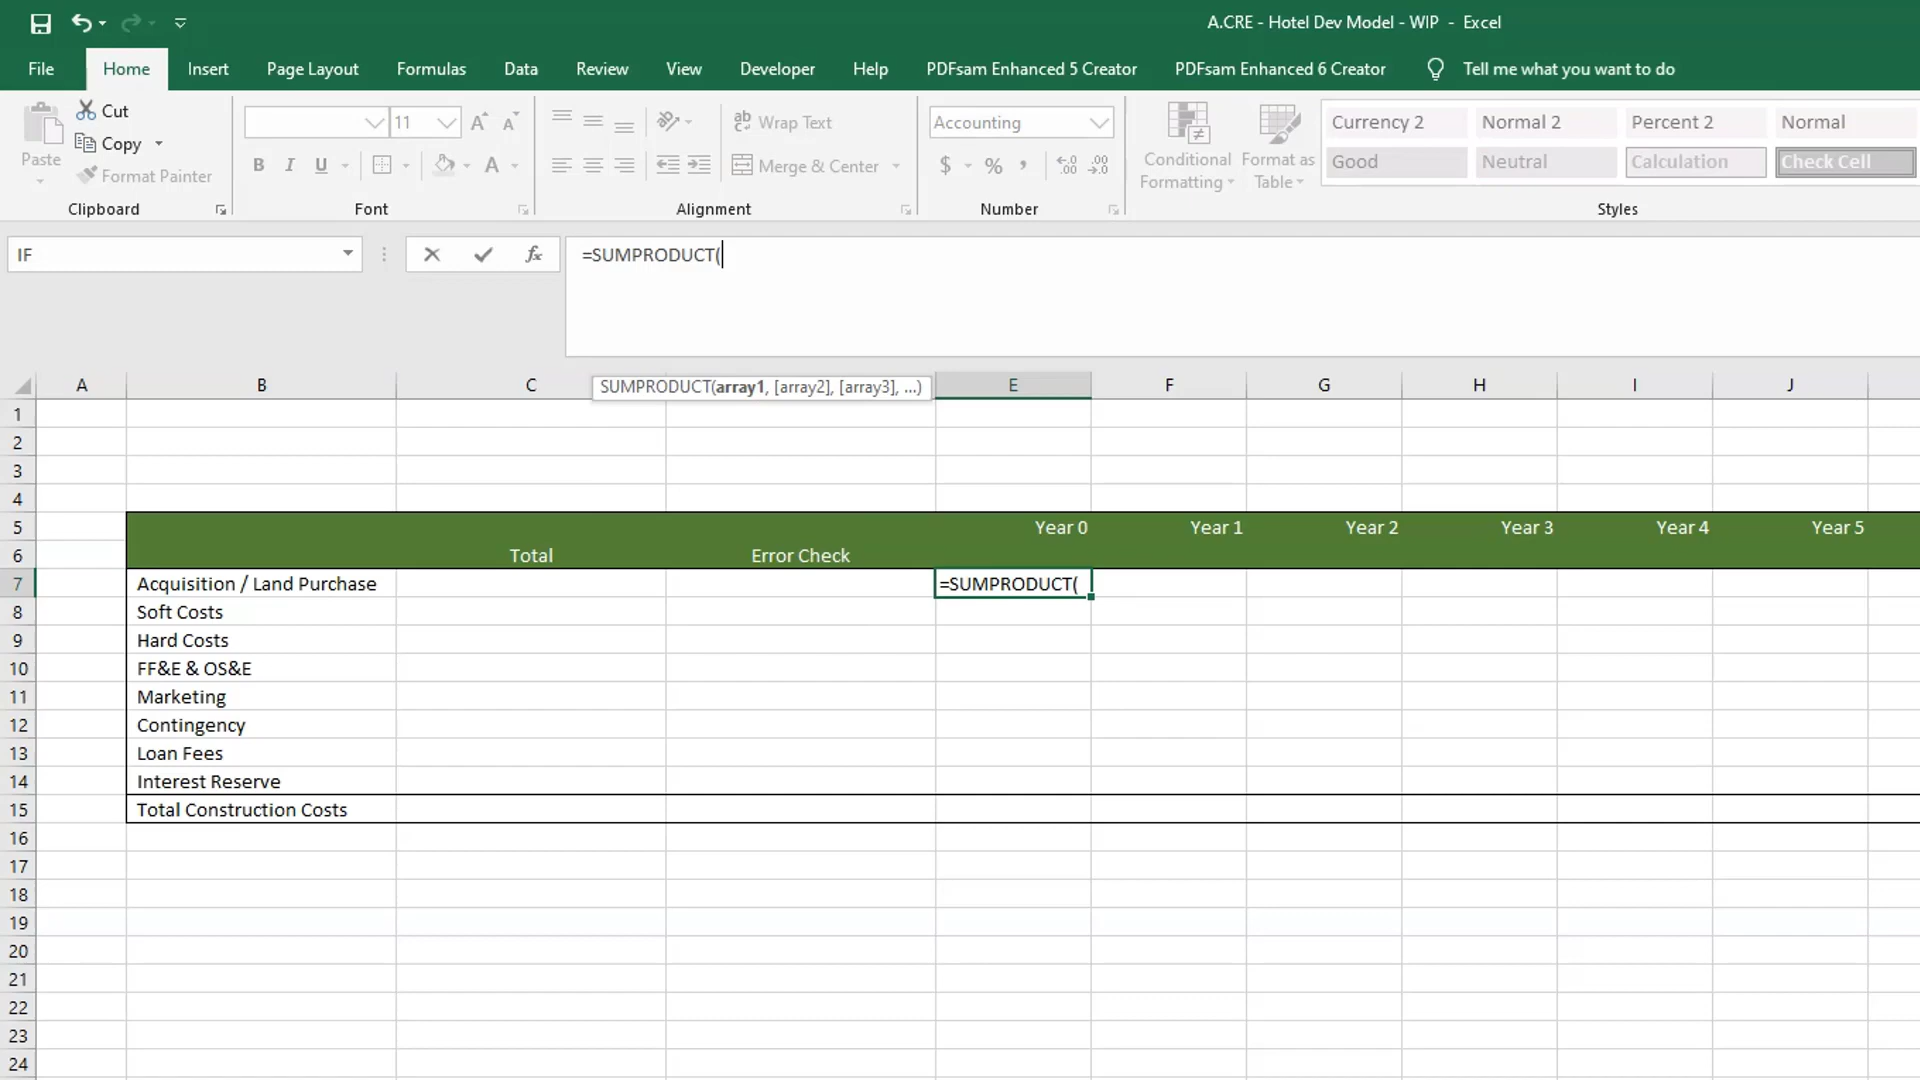 A.CRE - Hotel Dev Model - WIP - Excel
File Home Insert Page Layout Formulas Data Review View Developer Help PDFsam Enhanced 5 Creator PDFsam Enhanced 6 Creator Tell me what you want to do
Cut
Copy
Format Painter
Paste
Clipboard
11
B I U A
Font
ab Wrap Text
Merge & Center
Alignment
Accounting
$ % ,
Number
Conditional Formatting
Format as Table
Currency 2 Normal 2 Percent 2 Normal
Good Neutral Calculation Check Cell
Styles
IF fx =SUMPRODUCT(
SUMPRODUCT(array1, [array2], [array3], ...)
A B C E F G H I J
1
2
3
4
5 Year 0 Year 1 Year 2 Year 3 Year 4 Year 5
6 Total Error Check
7 Acquisition / Land Purchase =SUMPRODUCT(
8 Soft Costs
9 Hard Costs
10 FF&E & OS&E
11 Marketing
12 Contingency
13 Loan Fees
14 Interest Reserve
15 Total Construction Costs
16
17
18
19
20
21
22
23
24